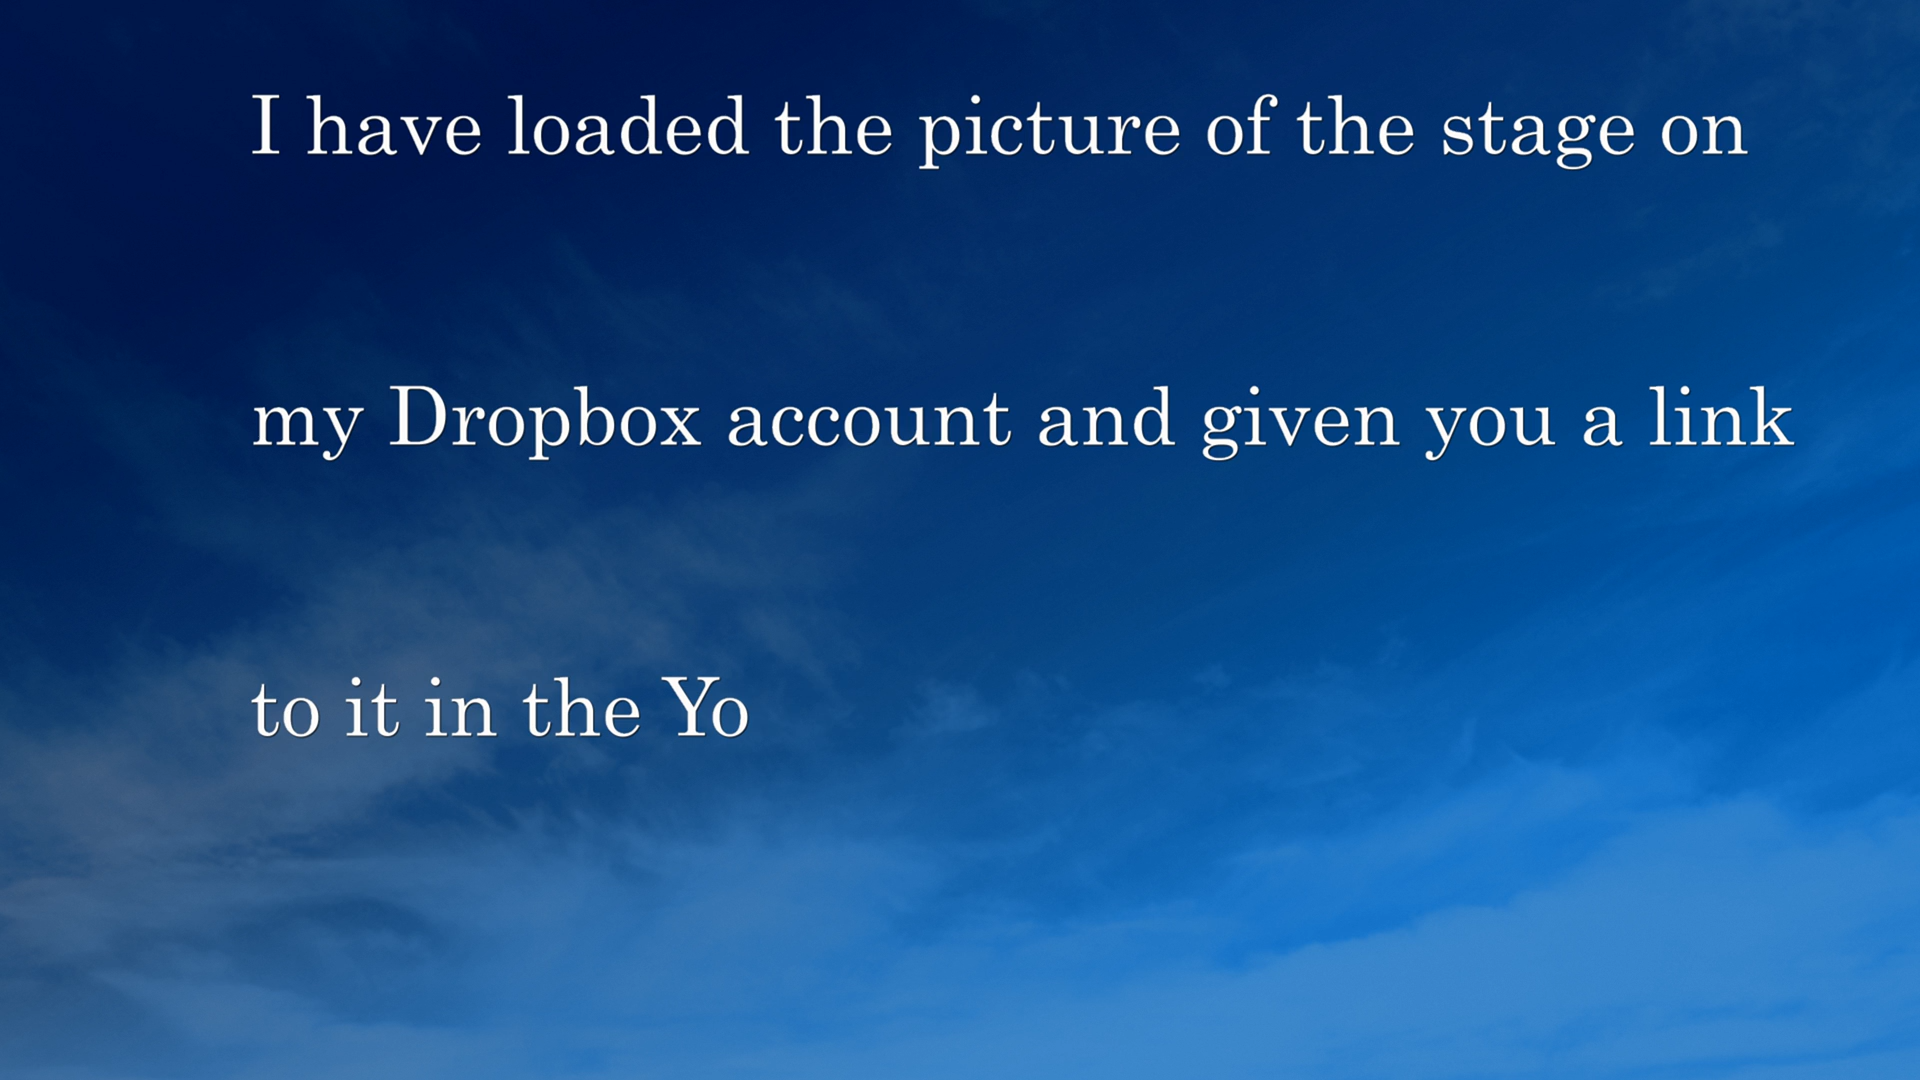 I have loaded the picture of the stage on
my Dropbox account and given you a link
to it in the Yo